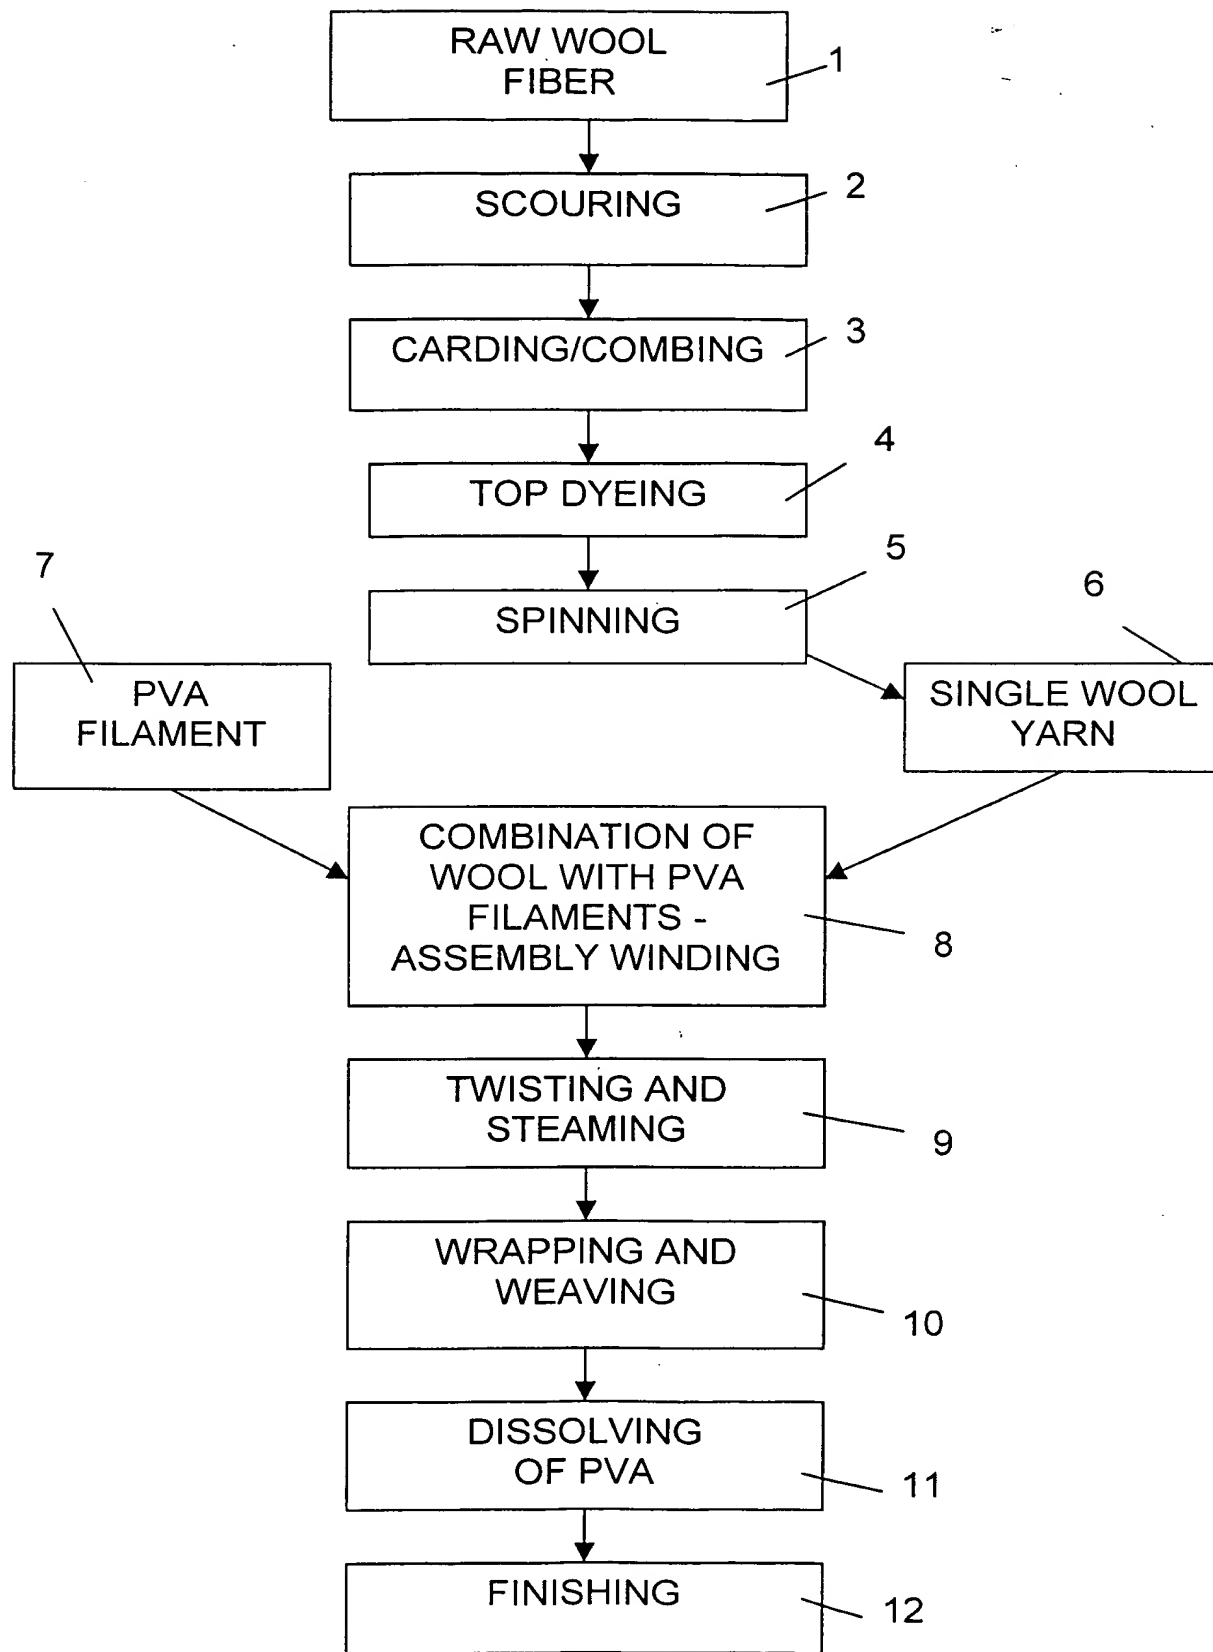 RAW WOOL
FIBER
1
SCOURING
2
CARDING/COMBING
3
TOP DYEING
4
SPINNING
5
7
PVA
FILAMENT
6
SINGLE WOOL
YARN
COMBINATION OF
WOOL WITH PVA
FILAMENTS -
ASSEMBLY WINDING
8
TWISTING AND
STEAMING
9
WRAPPING AND
WEAVING
10
DISSOLVING
OF PVA
11
FINISHING
12